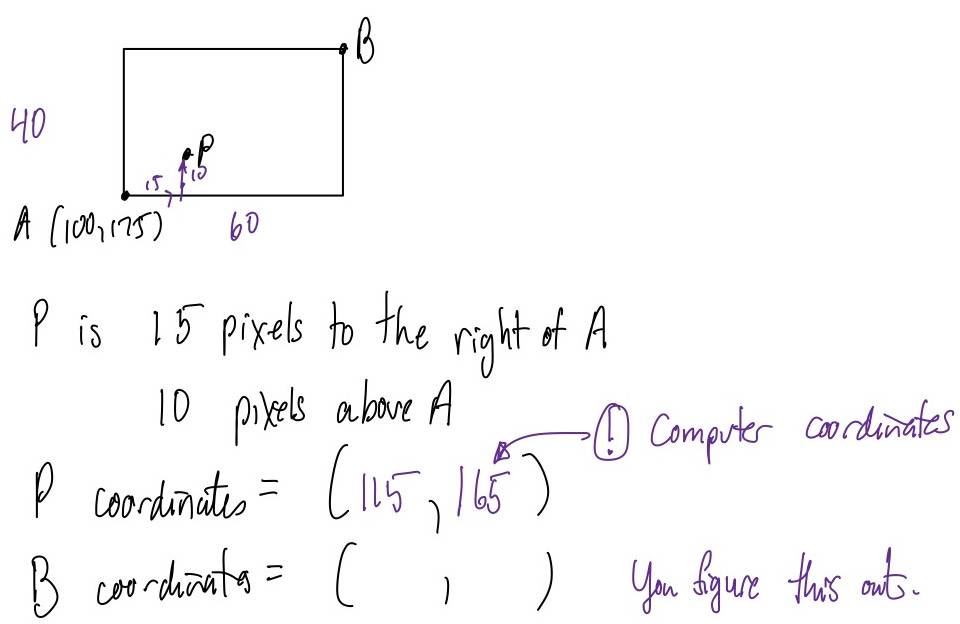 B
40
P
15
10
A (100,175)
60
P is 15 pixels to the right of A
10 pixels above A
! Computer coordinates
P coordinates = (115, 165)
B coordinates = ( , ) You figure this out.